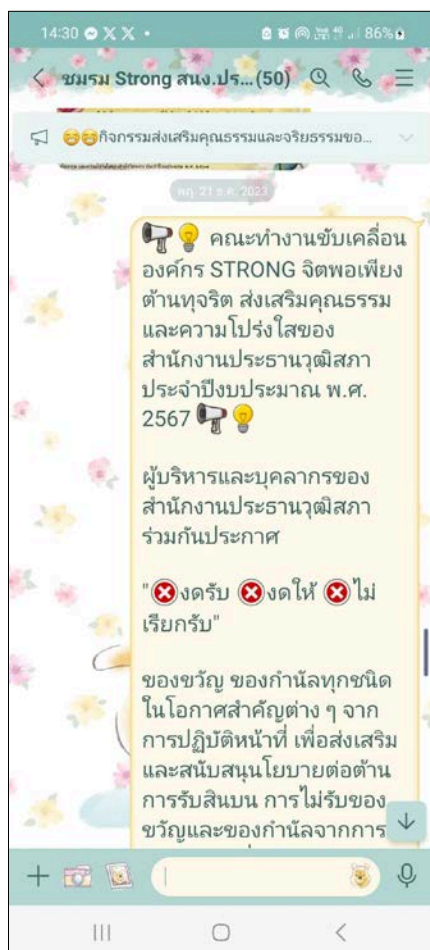 14:30
86%
ชมรม Strong สนง.ปร...(50)
😁😁กิจกรรมส่งเสริมคุณธรรมและจริยธรรมขอ...
พฤ. 21 ธ.ค. 2023
📢💡 คณะทำงานขับเคลื่อน
องค์กร STRONG จิตพอเพียง
ต้านทุจริต ส่งเสริมคุณธรรม
และความโปร่งใสของ
สำนักงานประธานวุฒิสภา
ประจำปีงบประมาณ พ.ศ.
2567 📢💡
ผู้บริหารและบุคลากรของ
สำนักงานประธานวุฒิสภา
ร่วมกันประกาศ
"❌งดรับ ❌งดให้ ❌ไม่
เรียกรับ"
ของขวัญ ของกำนัลทุกชนิด
ในโอกาสสำคัญต่าง ๆ จาก
การปฏิบัติหน้าที่ เพื่อส่งเสริม
และสนับสนุนโยบายต่อต้าน
การรับสินบน การไม่รับของ
ขวัญและของกำนัลจากการ